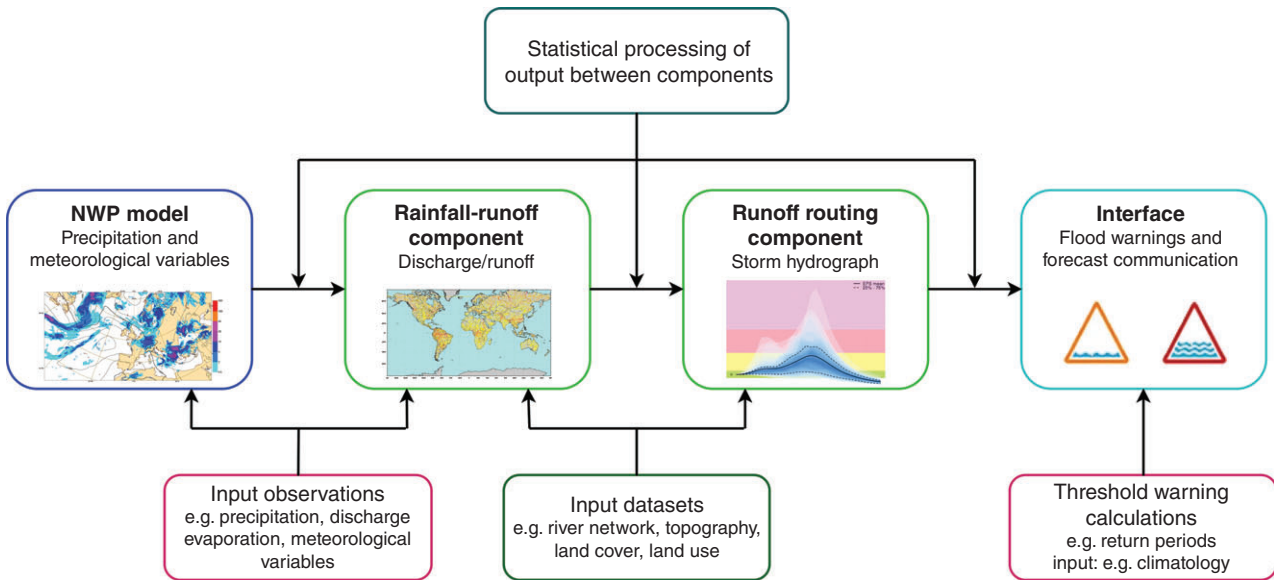 Statistical processing of
output between components
NWP model
Precipitation and
meteorological variables
Rainfall-runoff
component
Discharge/runoff
Runoff routing
component
Storm hydrograph
Interface
Flood warnings and
forecast communication
Input observations
e.g. precipitation, discharge
evaporation, meteorological
variables
Input datasets
e.g. river network, topography,
land cover, land use
Threshold warning
calculations
e.g. return periods
input: e.g. climatology